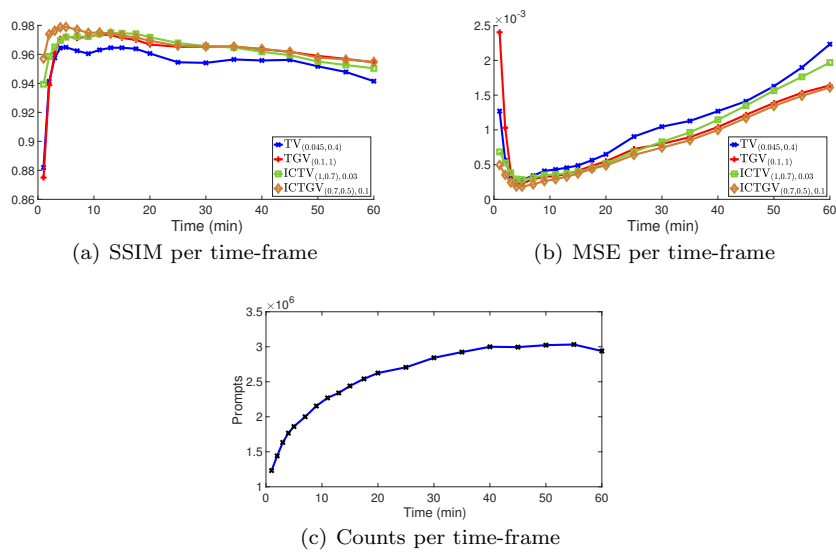 0.98
0.96
0.94
0.92
0.9
0.88
0.86
0
10
20
30
40
50
60
Time (min)
TV(0.045,0.4)
TGV(0.1,1)
ICTV(1,0.7),0.03
ICTGV(0.7,0.5),0.1
(a) SSIM per time-frame
×10-3
2.5
2
1.5
1
0.5
0
0
10
20
30
40
50
60
Time (min)
TV(0.045,0.4)
TGV(0.1,1)
ICTV(1,0.7),0.03
ICTGV(0.7,0.5),0.1
(b) MSE per time-frame
×10^6
3.5
3
2.5
2
1.5
1
Prompts
0
10
20
30
40
50
60
Time (min)
(c) Counts per time-frame